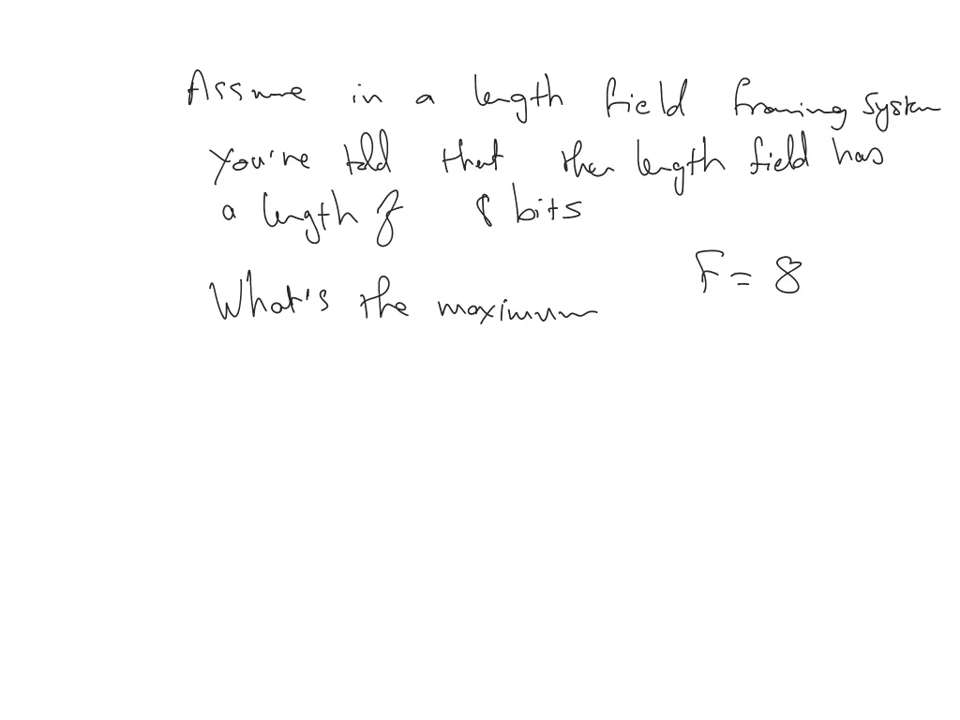 Assume in a length field framing system
You're told that then length field has
a length of 8 bits
F = 8
What's the maximum